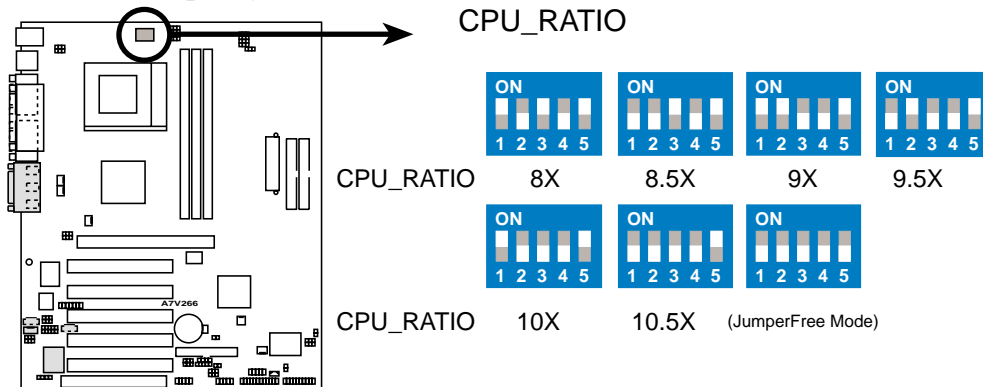 CPU_RATIO
ON ON ON ON
1 2 3 4 5 1 2 3 4 5 1 2 3 4 5 1 2 3 4 5
CPU_RATIO 8X 8.5X 9X 9.5X
ON ON ON
1 2 3 4 5 1 2 3 4 5 1 2 3 4 5
A7V266
CPU_RATIO 10X 10.5X (JumperFree Mode)